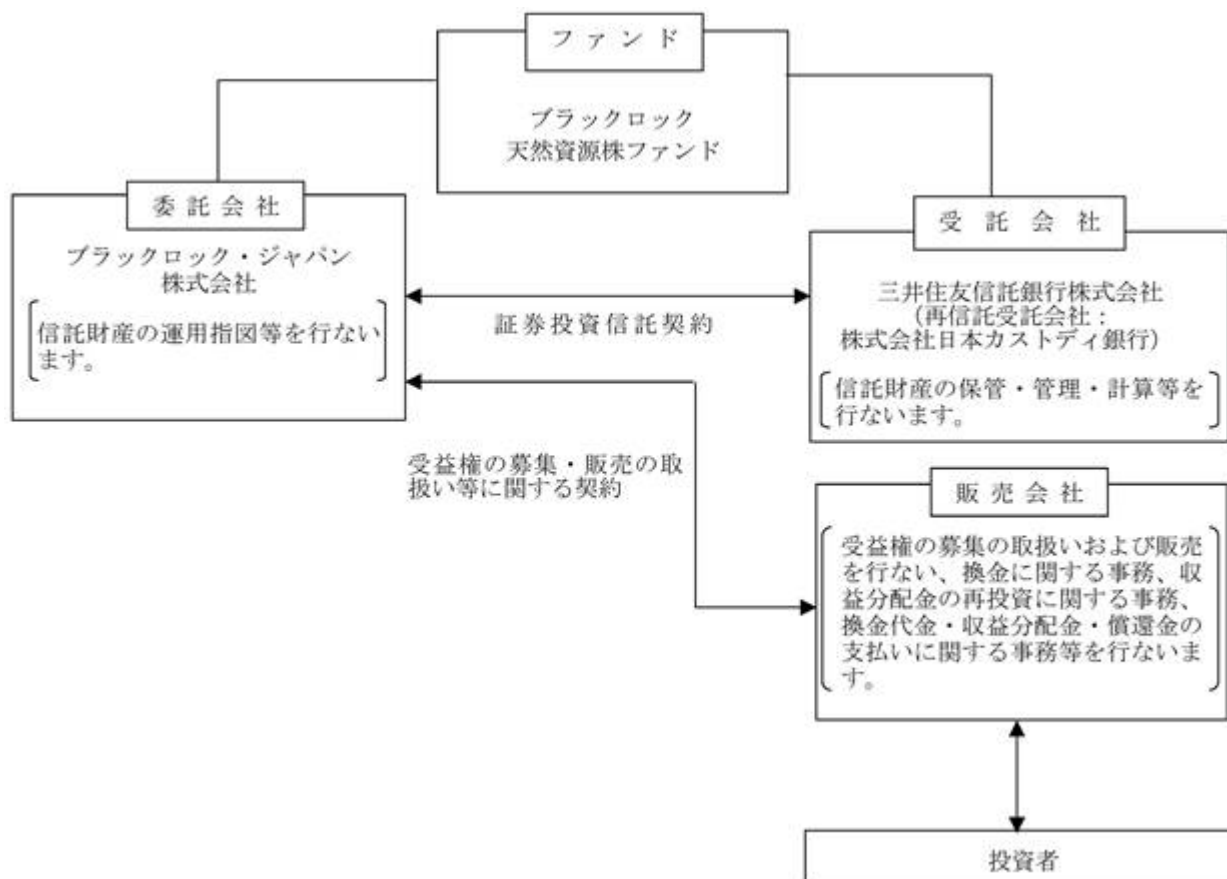 ファンド
ブラックロック
天然資源株ファンド
委託会社
ブラックロック・ジャパン
株式会社
信託財産の運用指図等を行ない
ます。
証券投資信託契約
受託会社
三井住友信託銀行株式会社
（再信託受託会社：
株式会社日本カストディ銀行）
信託財産の保管・管理・計算等を
行ないます。
受益権の募集・販売の取
扱い等に関する契約
販売会社
受益権の募集の取扱いおよび販売
を行ない、換金に関する事務、収
益分配金の再投資に関する事務、
換金代金・収益分配金・償還金の
支払いに関する事務等を行ないま
す。
投資者